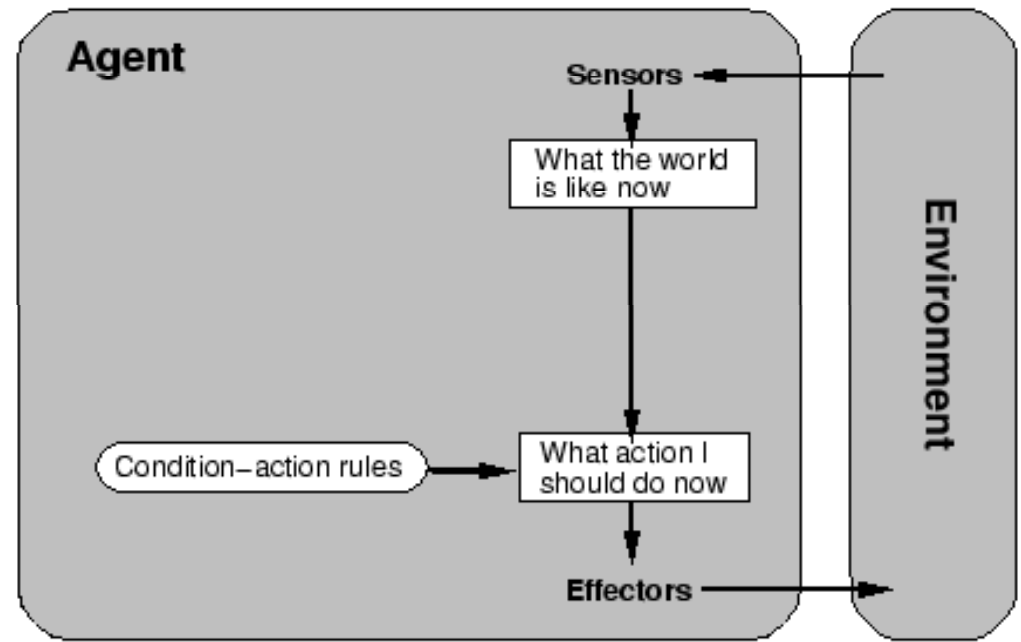 Agent
Sensors
What the world
is like now
Environment
Condition–action rules
What action I
should do now
Effectors